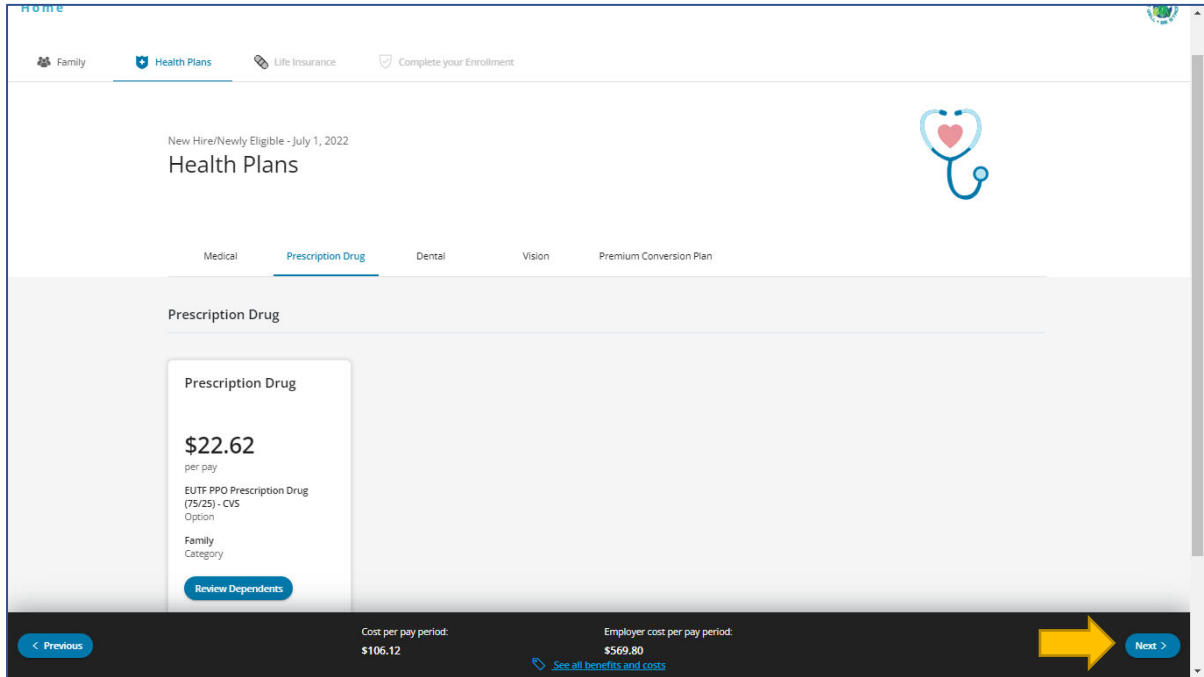 Home
Family
Health Plans
Life Insurance
Complete your Enrollment
New Hire/Newly Eligible - July 1, 2022
Health Plans
Medical
Prescription Drug
Dental
Vision
Premium Conversion Plan
Prescription Drug
Prescription Drug
$22.62
per pay
EUTF PPO Prescription Drug
(75/25) - CVS
Option
Family
Category
Review Dependents
< Previous
Cost per pay period:
$106.12
Employer cost per pay period:
$569.80
See all benefits and costs
Next >